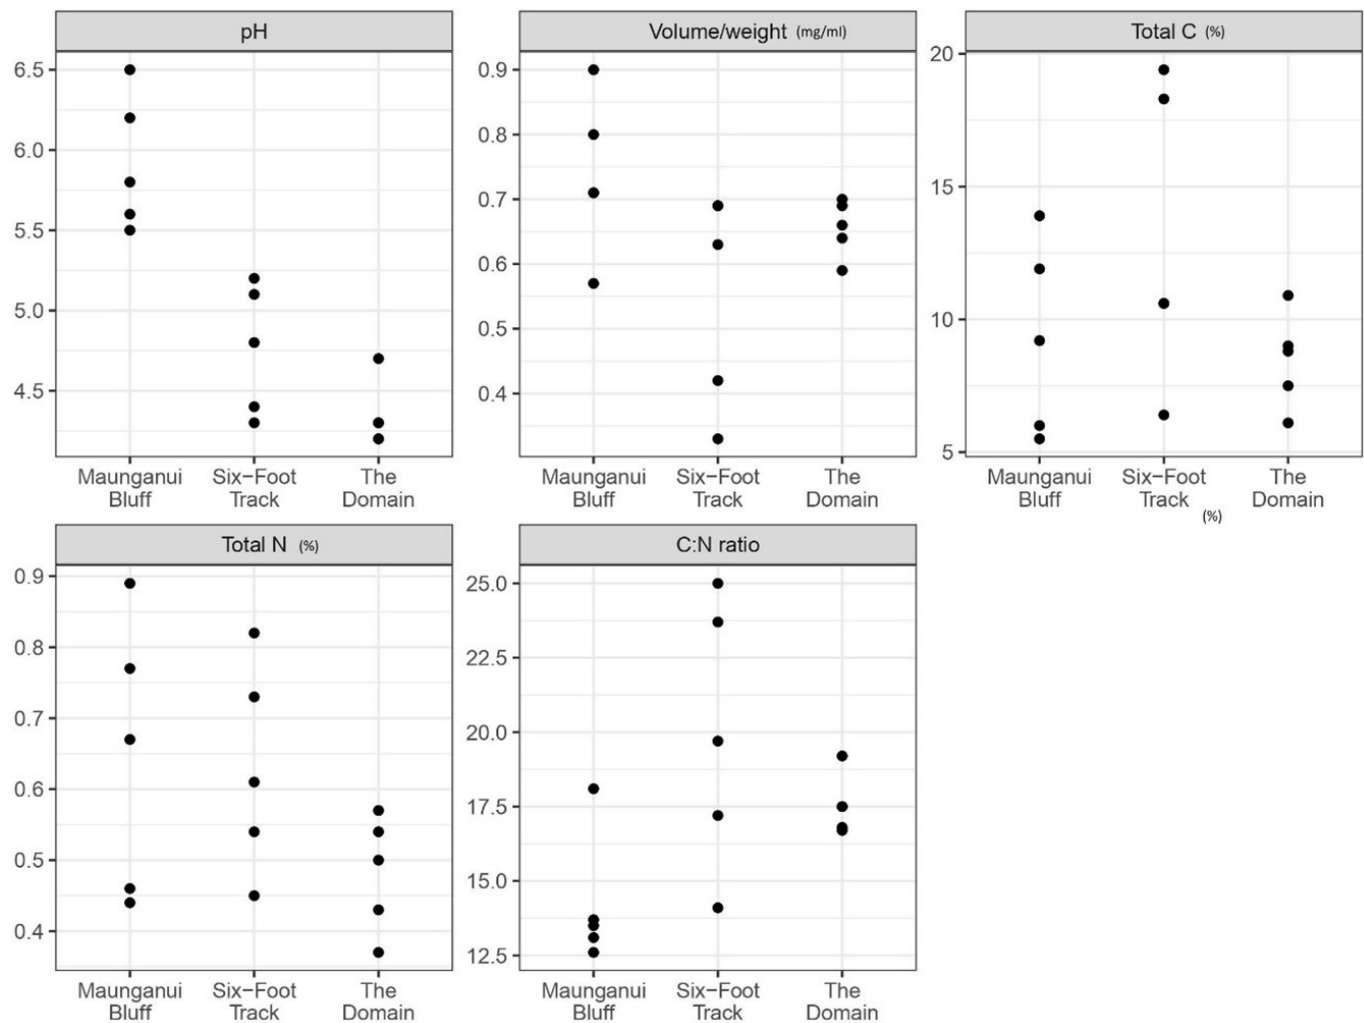 pH
6.5
6.0
5.5
5.0
4.5
Maunganui
Bluff
Six−Foot
Track
The
Domain
Volume/weight (mg/ml)
0.9
0.8
0.7
0.6
0.5
0.4
Maunganui
Bluff
Six−Foot
Track
The
Domain
Total C (%)
20
15
10
5
Maunganui
Bluff
Six−Foot
Track
The
Domain
(%)
Total N (%)
0.9
0.8
0.7
0.6
0.5
0.4
Maunganui
Bluff
Six−Foot
Track
The
Domain
C:N ratio
25.0
22.5
20.0
17.5
15.0
12.5
Maunganui
Bluff
Six−Foot
Track
The
Domain